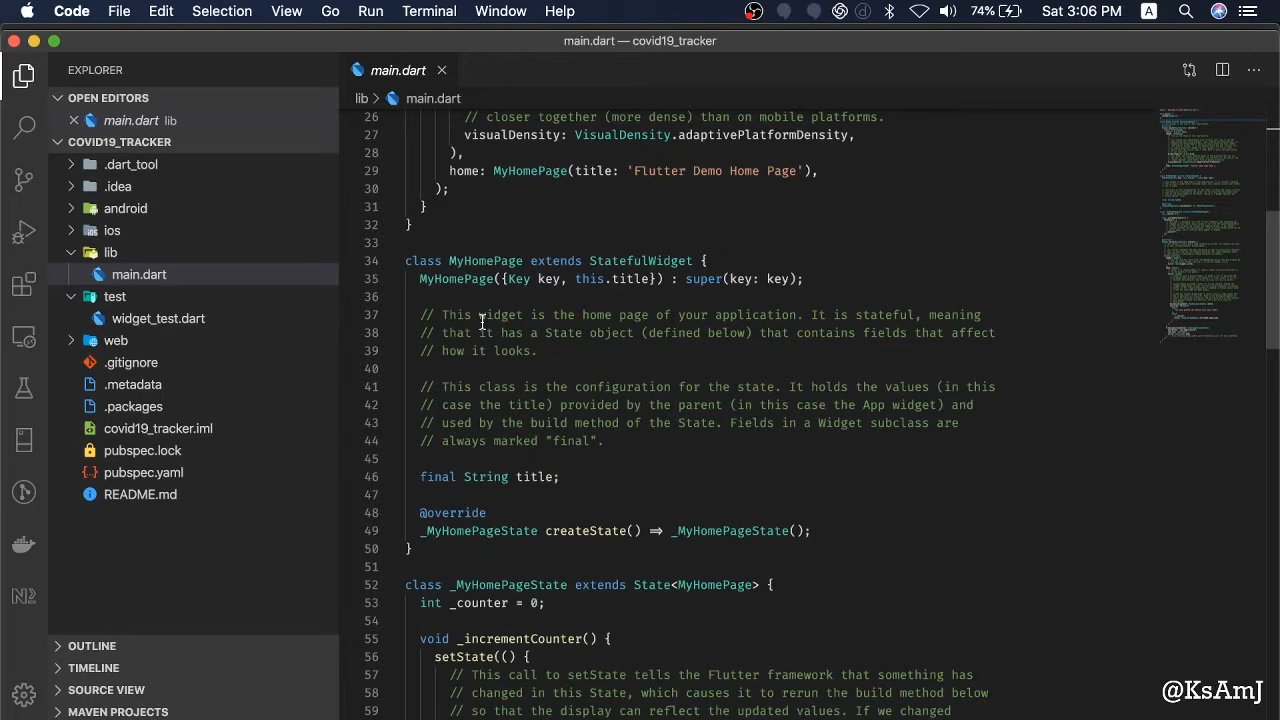 Code File Edit Selection View Go Run Terminal Window Help 74% Sat 3:06 PM A
main.dart — covid19_tracker
EXPLORER
OPEN EDITORS
main.dart lib
COVID19_TRACKER
.dart_tool
.idea
android
ios
lib
main.dart
test
widget_test.dart
web
.gitignore
.metadata
.packages
covid19_tracker.iml
pubspec.lock
pubspec.yaml
README.md
OUTLINE
TIMELINE
SOURCE VIEW
MAVEN PROJECTS
main.dart
lib > main.dart
26 // closer together (more dense) than on mobile platforms.
27 visualDensity: VisualDensity.adaptivePlatformDensity,
28 ),
29 home: MyHomePage(title: 'Flutter Demo Home Page'),
30 );
31 }
32 }
33
34 class MyHomePage extends StatefulWidget {
35 MyHomePage({Key key, this.title}) : super(key: key);
36
37 // This widget is the home page of your application. It is stateful, meaning
38 // that it has a State object (defined below) that contains fields that affect
39 // how it looks.
40
41 // This class is the configuration for the state. It holds the values (in this
42 // case the title) provided by the parent (in this case the App widget) and
43 // used by the build method of the State. Fields in a Widget subclass are
44 // always marked "final".
45
46 final String title;
47
48 @override
49 _MyHomePageState createState() => _MyHomePageState();
50 }
51
52 class _MyHomePageState extends State<MyHomePage> {
53 int _counter = 0;
54
55 void _incrementCounter() {
56 setState(() {
57 // This call to setState tells the Flutter framework that something has
58 // changed in this State, which causes it to rerun the build method below
59 // so that the display can reflect the updated values. If we changed
@KsAmJ